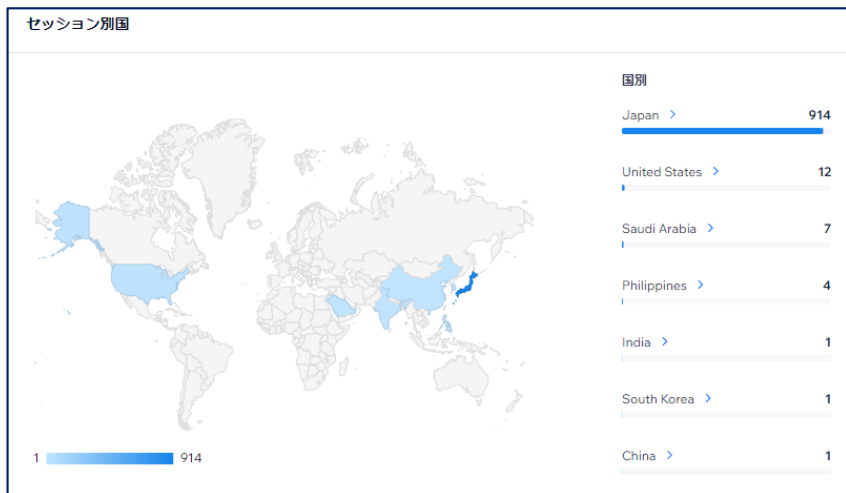 セッション別国
国別
Japan > 914
United States > 12
Saudi Arabia > 7
Philippines > 4
India > 1
South Korea > 1
China > 1
1 914